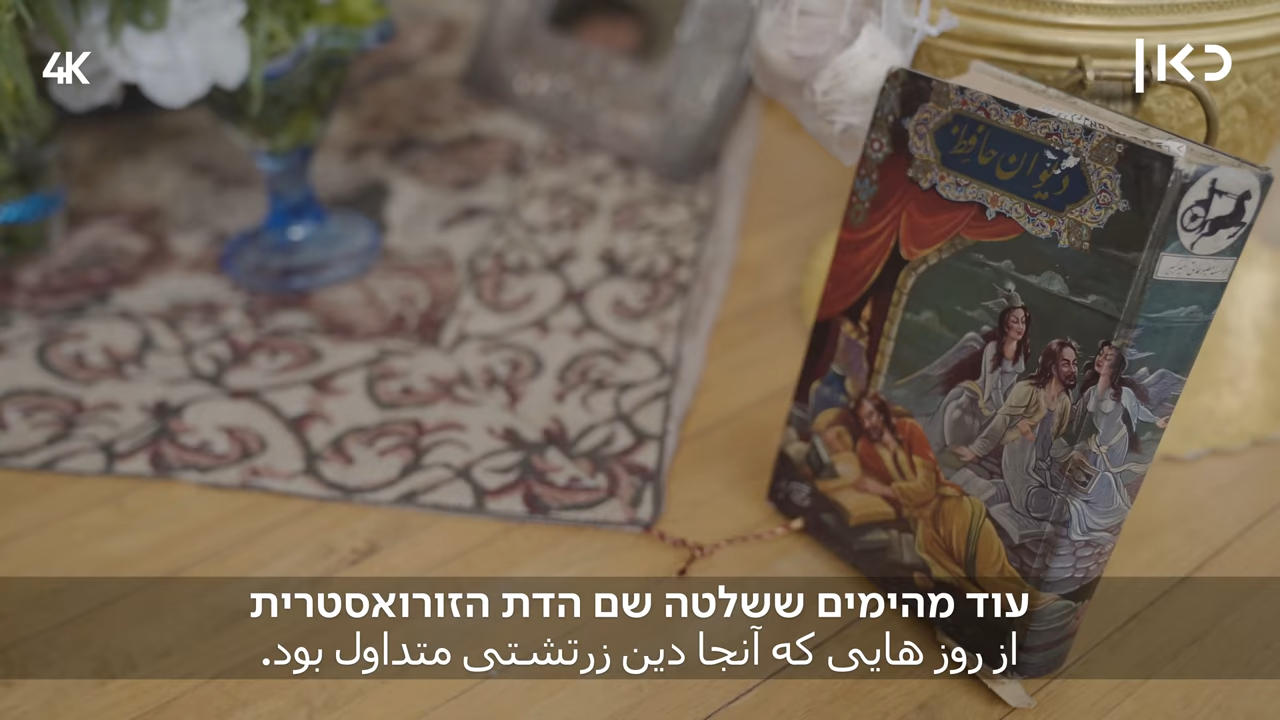 4K
כאן
دیوان حافظ
עוד מהימים ששלטה שם הדת הזורואסטרית
از روز هایی که آنجا دین زرتشتی متداول بود.